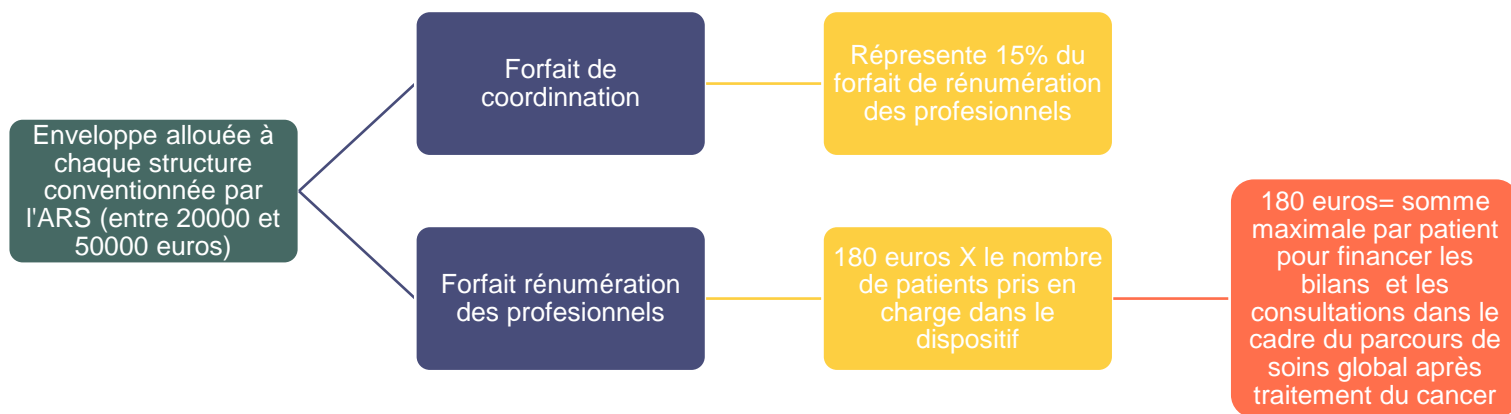 Enveloppe allouée à
chaque structure
conventionnée par
l'ARS (entre 20000 et
50000 euros)
Forfait de
coordinnation
Répresente 15% du
forfait de rénumération
des profesionnels
Forfait rénumération
des profesionnels
180 euros X le nombre
de patients pris en
charge dans le
dispositif
180 euros= somme
maximale par patient
pour financer les
bilans et les
consultations dans le
cadre du parcours de
soins global après
traitement du cancer